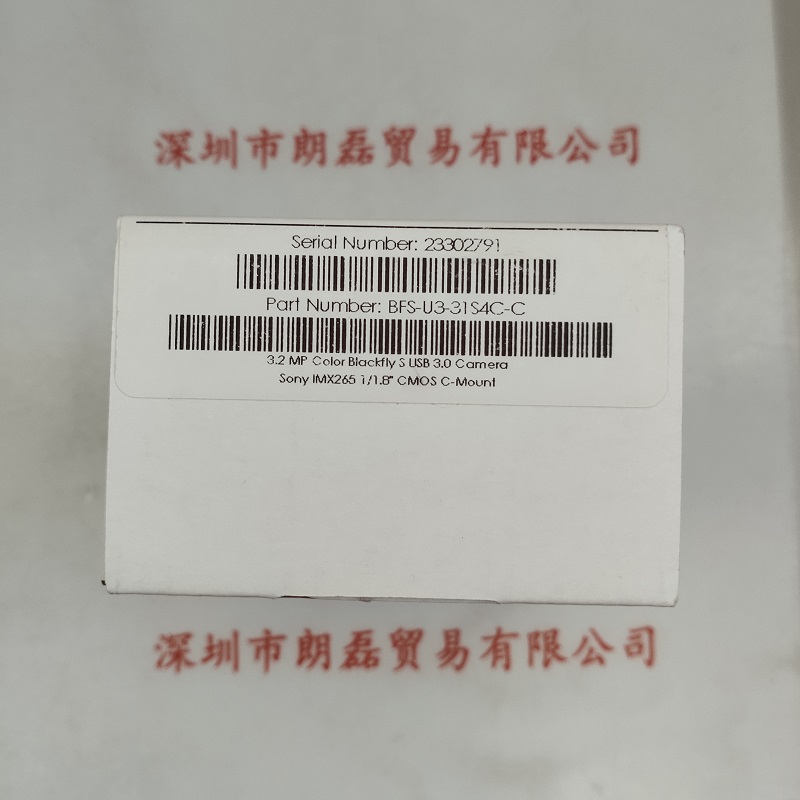 深圳市朗磊贸易有限公司
Serial Number: 23302791
Part Number: BFS-U3-31S4C-C
3.2 MP Color Blackfly S USB 3.0 Camera
Sony IMX265 1/1.8" CMOS C-Mount
深圳市朗磊贸易有限公司